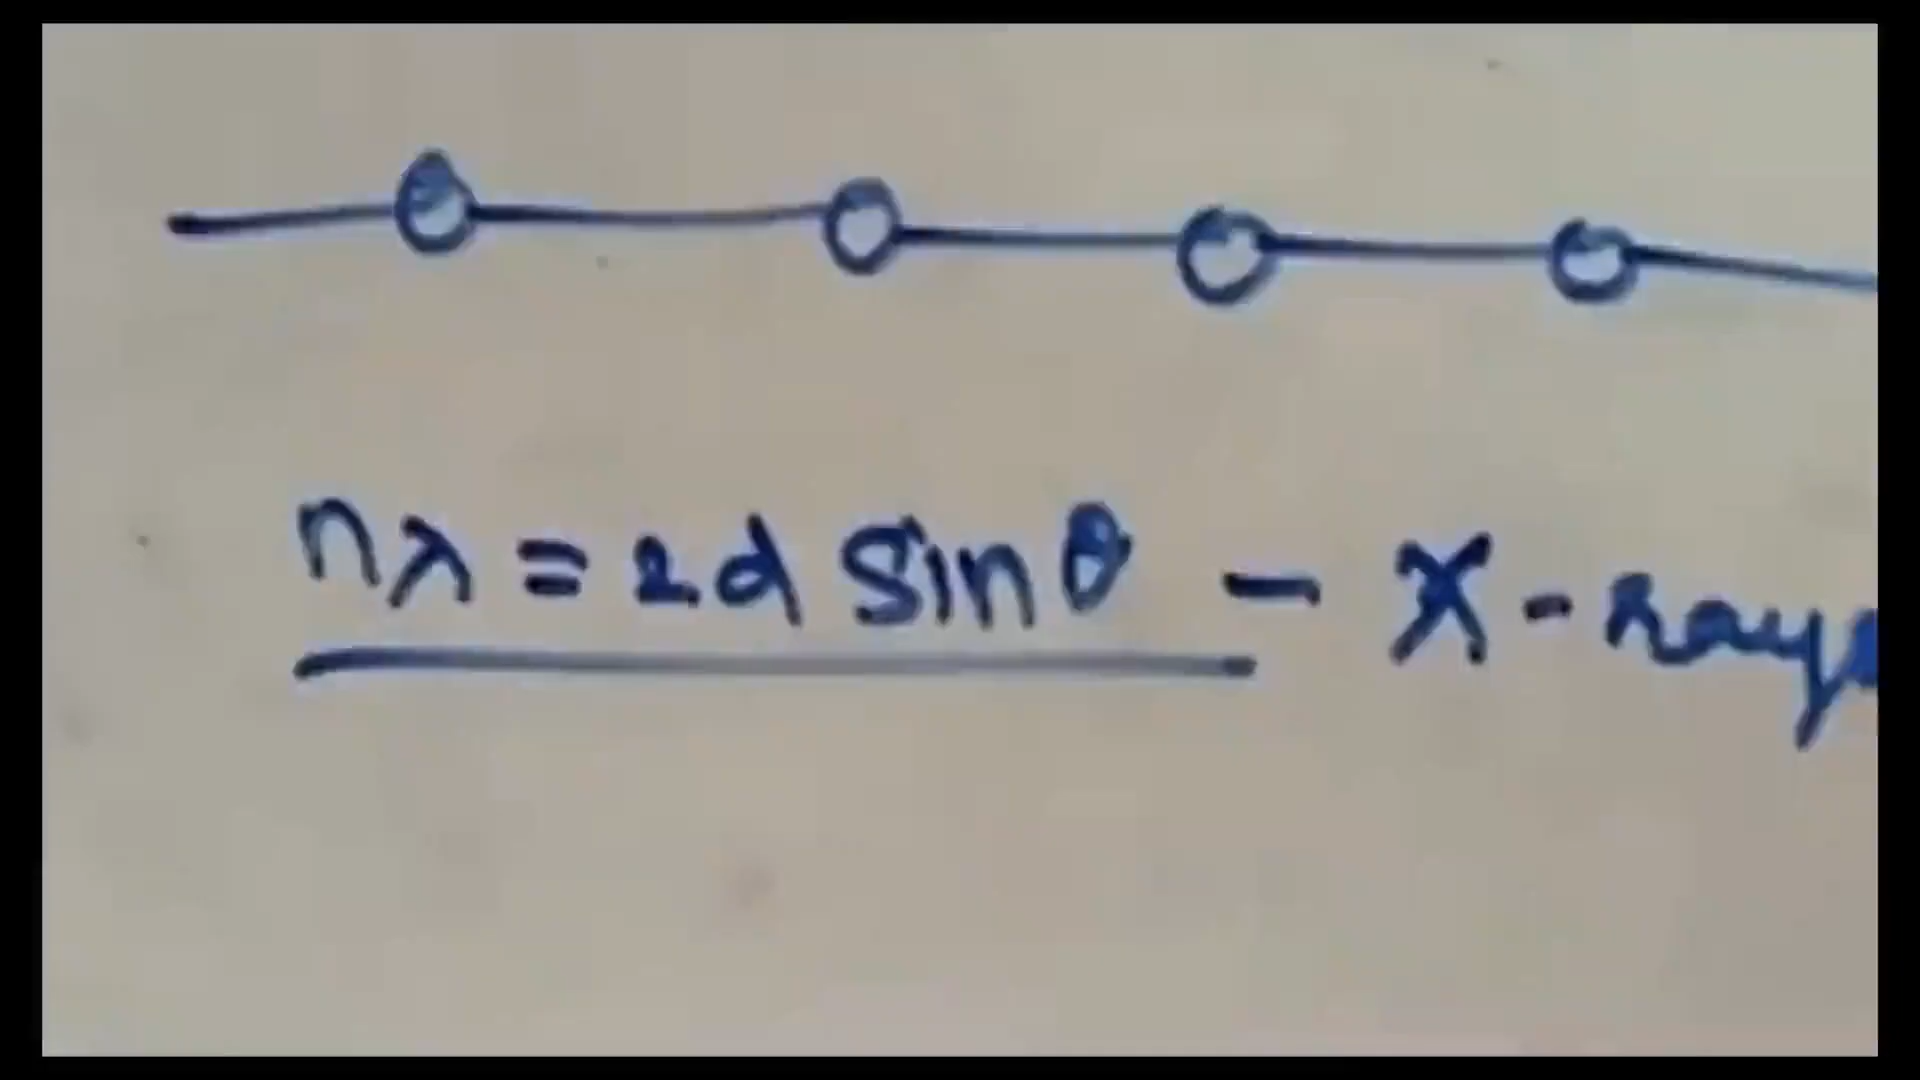 nλ = 2d sinθ - X-rays